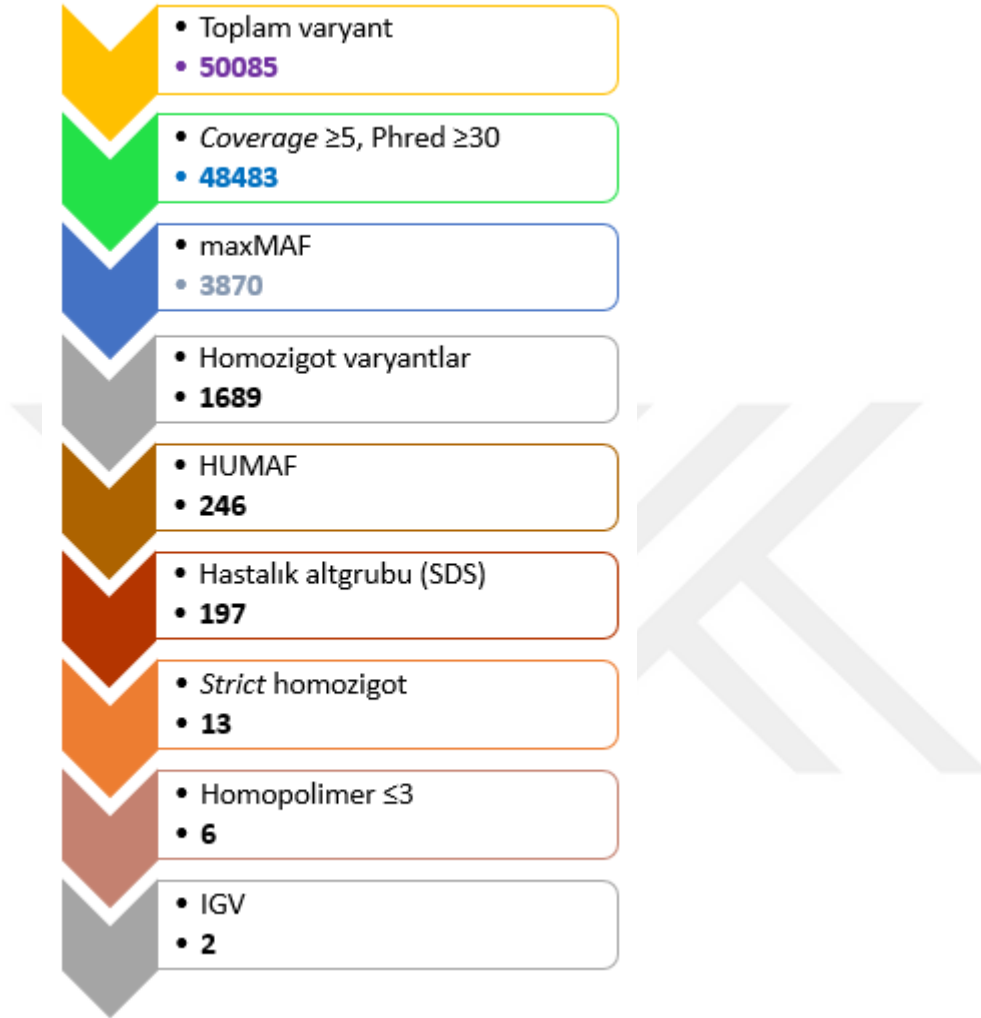 Toplam varyant
50085
Coverage ≥5, Phred ≥30
48483
maxMAF
3870
Homozigot varyantlar
1689
HUMAF
246
Hastalık altgrubu (SDS)
197
Strict homozigot
13
Homopolimer ≤3
6
IGV
2